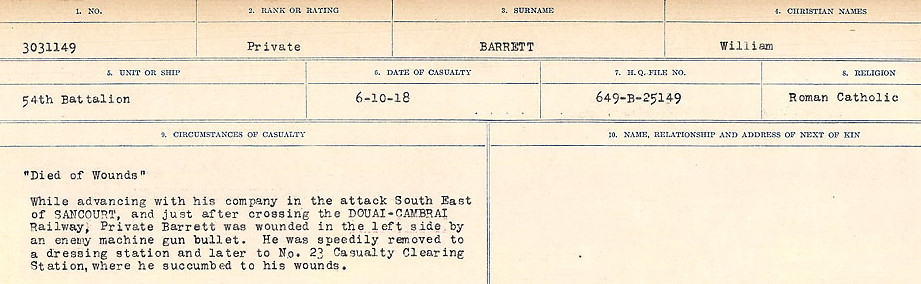 1. NO. 2. RANK OR RATING 3. SURNAME 4. CHRISTIAN NAMES
3031149 Private BARRETT William
5. UNIT OR SHIP 6. DATE OF CASUALTY 7. H. Q. FILE NO. 8. RELIGION
54th Battalion 6-10-18 649-B-25149 Roman Catholic
9. CIRCUMSTANCES OF CASUALTY 10. NAME, RELATIONSHIP AND ADDRESS OF NEXT OF KIN
"Died of Wounds"
While advancing with his company in the attack South East
of SANCOURT, and just after crossing the DOUAI-CAMBRAI
Railway, Private Barrett was wounded in the left side by
an enemy machine gun bullet. He was speedily removed to
a dressing station and later to No. 23 Casualty Clearing
Station, where he succumbed to his wounds.